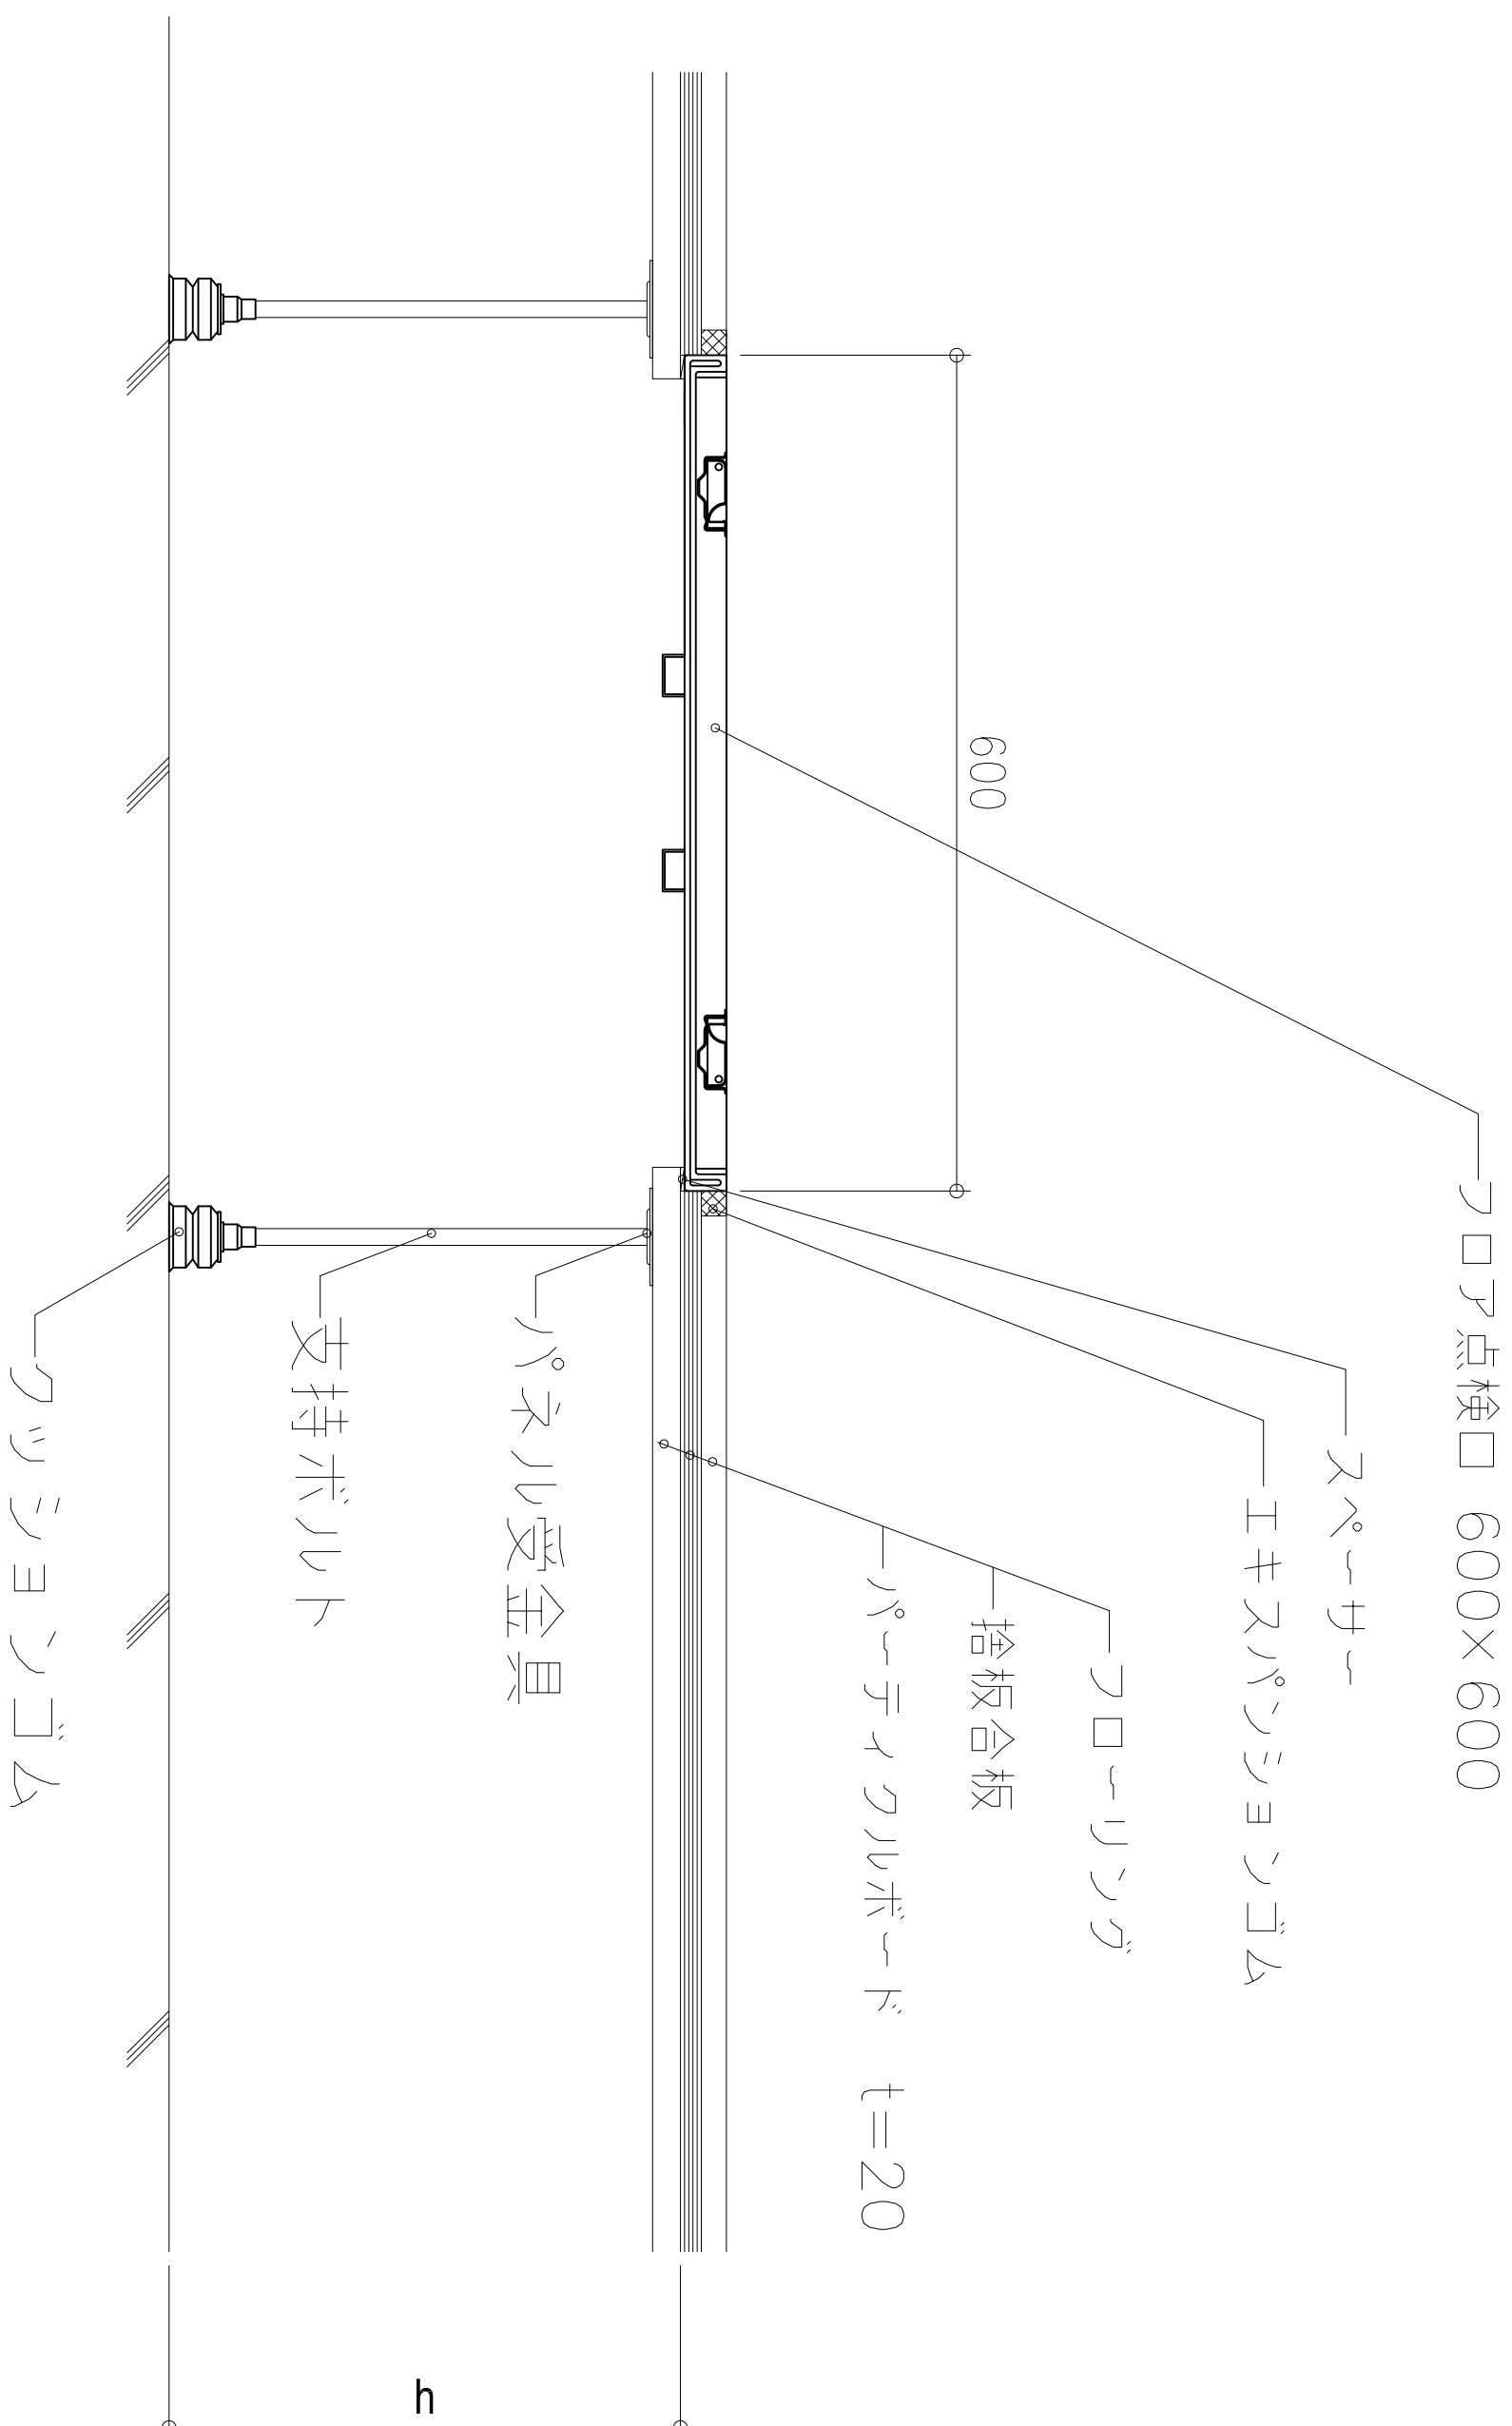 フロア点検口 600×600
スペーサー
エキスパンションゴム
フローリング
捨板合板
パーティクルボード t=20
600
パネル受金具
支持ボルト
クッションゴム
h